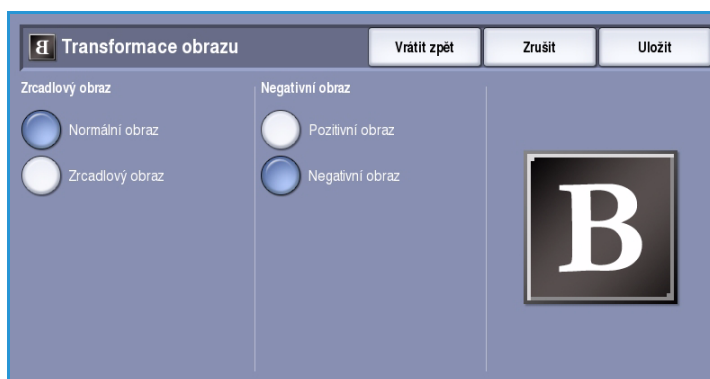 B Transformace obrazu
Vrátit zpět
Zrušit
Uložit
Zrcadlový obraz
Normální obraz
Zrcadlový obraz
Negativní obraz
Pozitivní obraz
Negativní obraz
B